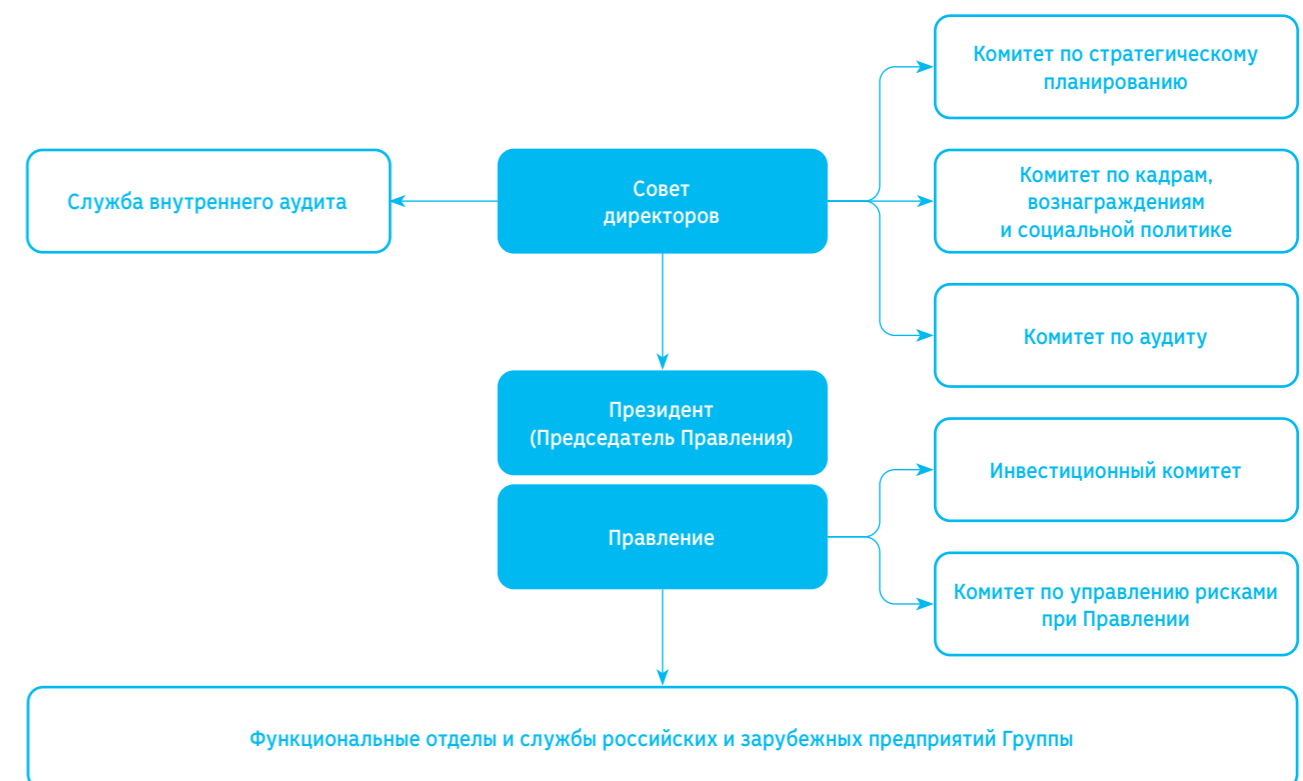 Комитет по стратегическому
планированию
Служба внутреннего аудита
Совет
директоров
Комитет по кадрам,
вознаграждениям
и социальной политике
Комитет по аудиту
Президент
(Председатель Правления)
Инвестиционный комитет
Правление
Комитет по управлению рисками
при Правлении
Функциональные отделы и службы российских и зарубежных предприятий Группы